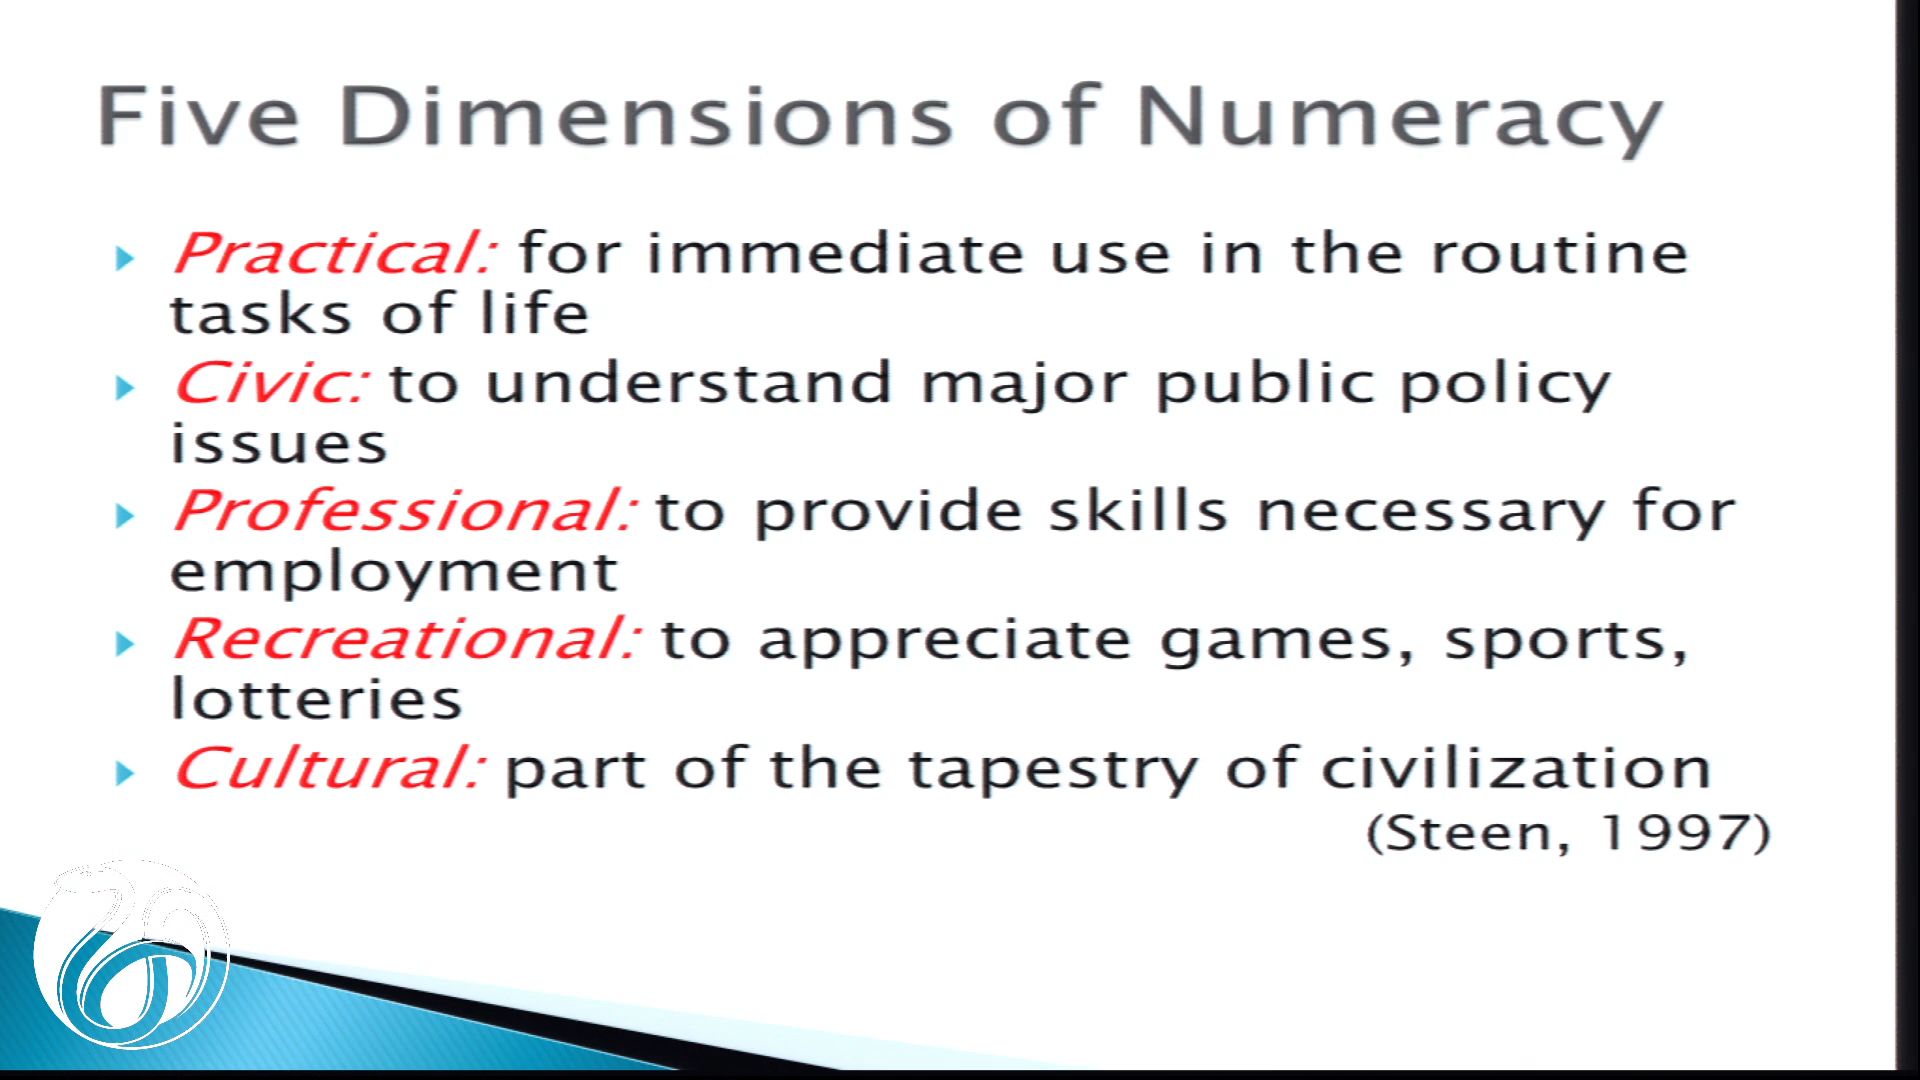 Five Dimensions of Numeracy
Practical: for immediate use in the routine
tasks of life
Civic: to understand major public policy
issues
Professional: to provide skills necessary for
employment
Recreational: to appreciate games, sports,
lotteries
Cultural: part of the tapestry of civilization
(Steen, 1997)